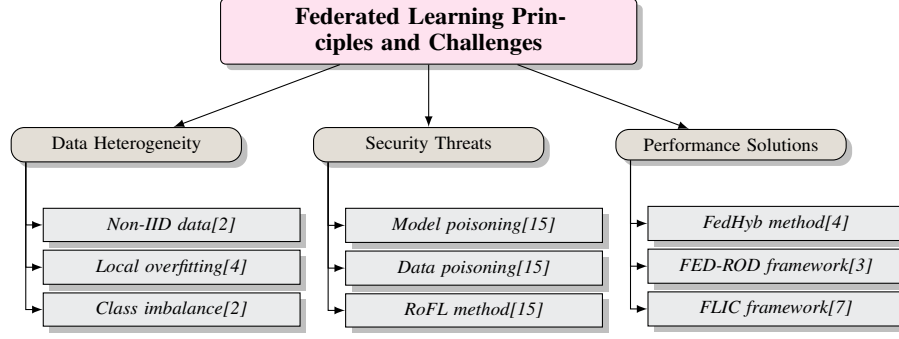 Federated Learning Prin-
ciples and Challenges
Data Heterogeneity
Non-IID data[2]
Local overfitting[4]
Class imbalance[2]
Security Threats
Model poisoning[15]
Data poisoning[15]
RoFL method[15]
Performance Solutions
FedHyb method[4]
FED-ROD framework[3]
FLIC framework[7]